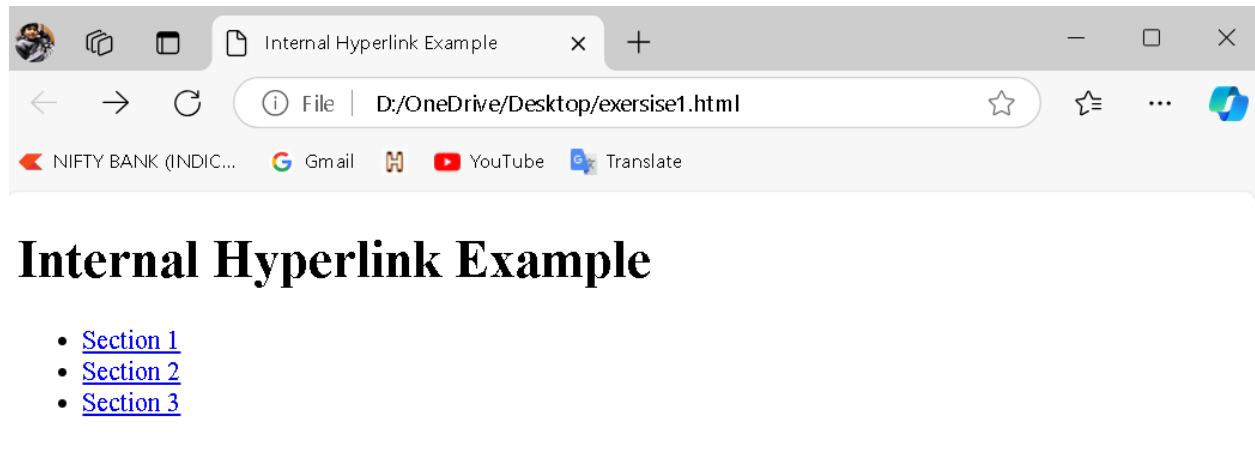 Internal Hyperlink Example
File | D:/OneDrive/Desktop/exersise1.html
NIFTY BANK (INDIC... Gmail YouTube Translate
Internal Hyperlink Example
• Section 1
• Section 2
• Section 3